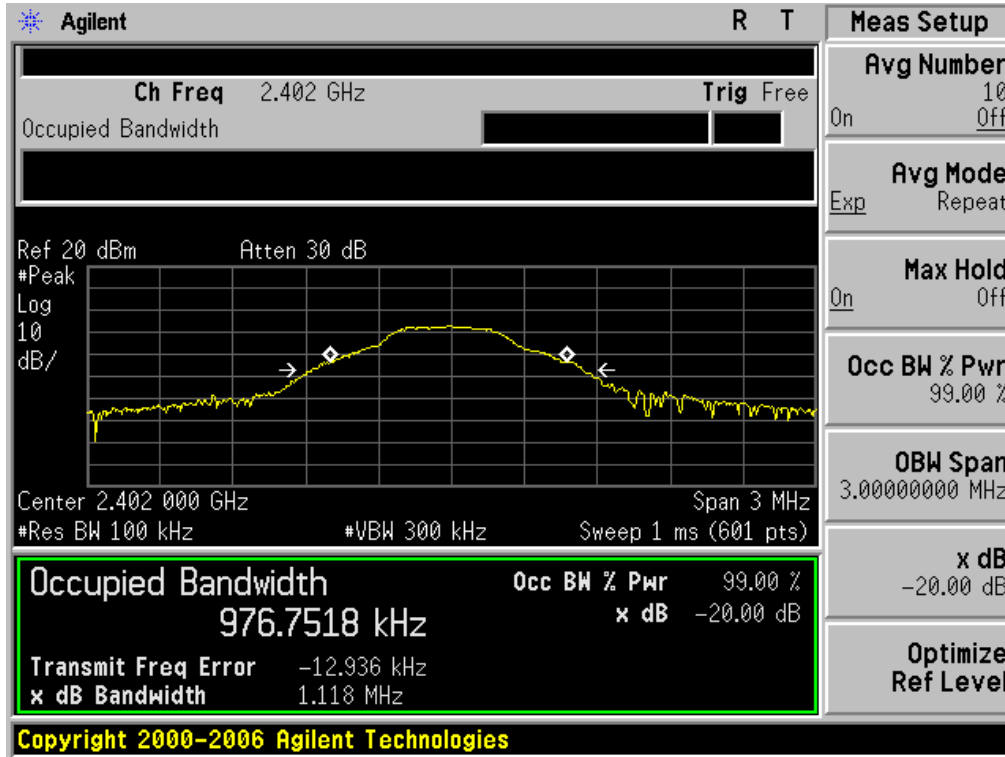 Agilent R T
Ch Freq 2.402 GHz Trig Free
Occupied Bandwidth
Ref 20 dBm Atten 30 dB
#Peak
Log
10
dB/
Center 2.402 000 GHz Span 3 MHz
#Res BW 100 kHz #VBW 300 kHz Sweep 1 ms (601 pts)
Occupied Bandwidth
976.7518 kHz
Occ BW % Pwr 99.00 %
x dB -20.00 dB
Transmit Freq Error -12.936 kHz
x dB Bandwidth 1.118 MHz
Copyright 2000-2006 Agilent Technologies
Meas Setup
Avg Number
10
On Off
Avg Mode
Exp Repeat
Max Hold
On Off
Occ BW % Pwr
99.00 %
OBW Span
3.00000000 MHz
x dB
-20.00 dB
Optimize
Ref Level